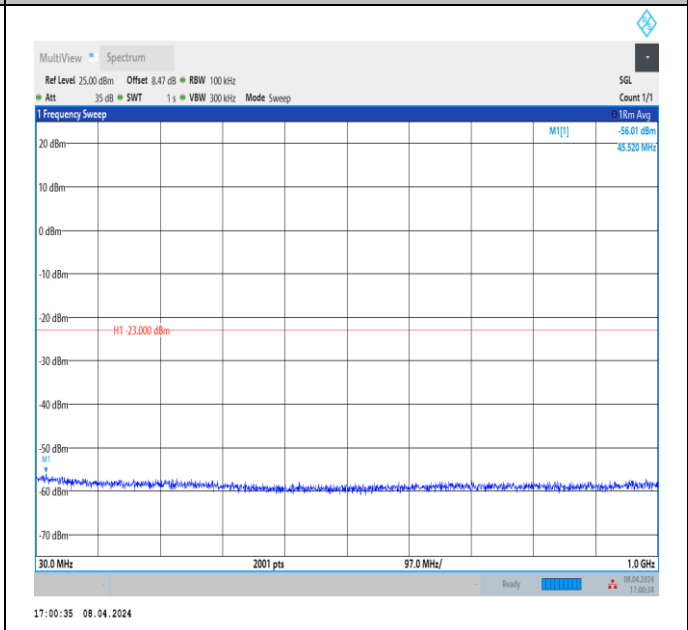 MultiView Spectrum
Ref Level 25.00 dBm Offset 8.47 dB RBW 100 kHz SGL
Att 35 dB SWT 1 s VBW 300 kHz Mode Sweep Count 1/1
1 Frequency Sweep 1Rm Avg
M1[1] -56.01 dBm
45.520 MHz
20 dBm
10 dBm
0 dBm
-10 dBm
-20 dBm
H1 -23.000 dBm
-30 dBm
-40 dBm
-50 dBm
M1
-60 dBm
-70 dBm
30.0 MHz 2001 pts 97.0 MHz/ 1.0 GHz
Ready 08.04.2024
17:00:34
17:00:35 08.04.2024